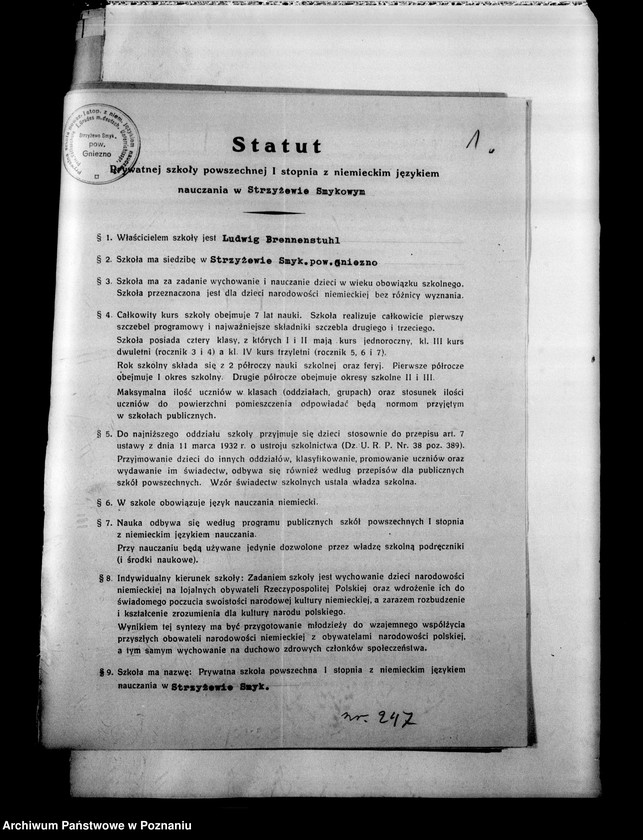 Strzyżewo Smyk.
pow.
Gniezno
Statut
1.
Prywatnej szkoły powszechnej I stopnia z niemieckim językiem
nauczania w Strzyżewie Smykowym
§ 1. Właścicielem szkoły jest Ludwig Brennenstuhl
§ 2. Szkoła ma siedzibę w Strzyżewie Smyk.pow.Gniezno
§ 3. Szkoła ma za zadanie wychowanie i nauczanie dzieci w wieku obowiązku szkolnego.
Szkoła przeznaczona jest dla dzieci narodowości niemieckiej bez różnicy wyznania.
§ 4. Całkowity kurs szkoły obejmuje 7 lat nauki. Szkoła realizuje całkowicie pierwszy
szczebel programowy i najważniejsze składniki szczebla drugiego i trzeciego.
Szkoła posiada cztery klasy, z których I i II mają kurs jednoroczny, kl. III kurs
dwuletni (rocznik 3 i 4) a kl. IV kurs trzyletni (rocznik 5, 6 i 7).
Rok szkolny składa się z 2 półroczy nauki szkolnej oraz feryj. Pierwsze półrocze
obejmuje I okres szkolny. Drugie półrocze obejmuje okresy szkolne II i III.
Maksymalna ilość uczniów w klasach (oddziałach, grupach) oraz stosunek ilości
uczniów do powierzchni pomieszczenia odpowiadać będą normom przyjętym
w szkołach publicznych.
§ 5. Do najniższego oddziału szkoły przyjmuje się dzieci stosownie do przepisu art. 7
ustawy z dnia 11 marca 1932 r. o ustroju szkolnictwa (Dz. U. R. P. Nr. 38 poz. 389).
Przyjmowanie dzieci do innych oddziałów, klasyfikowanie, promowanie uczniów oraz
wydawanie im świadectw, odbywa się również według przepisów dla publicznych
szkół powszechnych. Wzór świadectw szkolnych ustala władza szkolna.
§ 6. W szkole obowiązuje język nauczania niemiecki.
§ 7. Nauka odbywa się według programu publicznych szkół powszechnych I stopnia
z niemieckim językiem nauczania.
Przy nauczaniu będą używane jedynie dozwolone przez władzę szkolną podręczniki
(i środki naukowe).
§ 8. Indywidualny kierunek szkoły: Zadaniem szkoły jest wychowanie dzieci narodowości
niemieckiej na lojalnych obywateli Rzeczypospolitej Polskiej oraz wdrożenie ich do
świadomego poczucia swoistości narodowej kultury niemieckiej, a zarazem rozbudzenie
i kształcenie zrozumienia dla kultury narodu polskiego.
Wynikiem tej syntezy ma być przygotowanie młodzieży do wzajemnego współżycia
przyszłych obowateli narodowości niemieckiej z obywatelami narodowości polskiej,
a tym samym wychowanie na duchowo zdrowych członków społeczeństwa.
§ 9. Szkoła ma nazwę: Prywatna szkoła powszechna I stopnia z niemieckim językiem
nauczania w Strzyżewie Smyk.
nr. 247
Archiwum Państwowe w Poznaniu